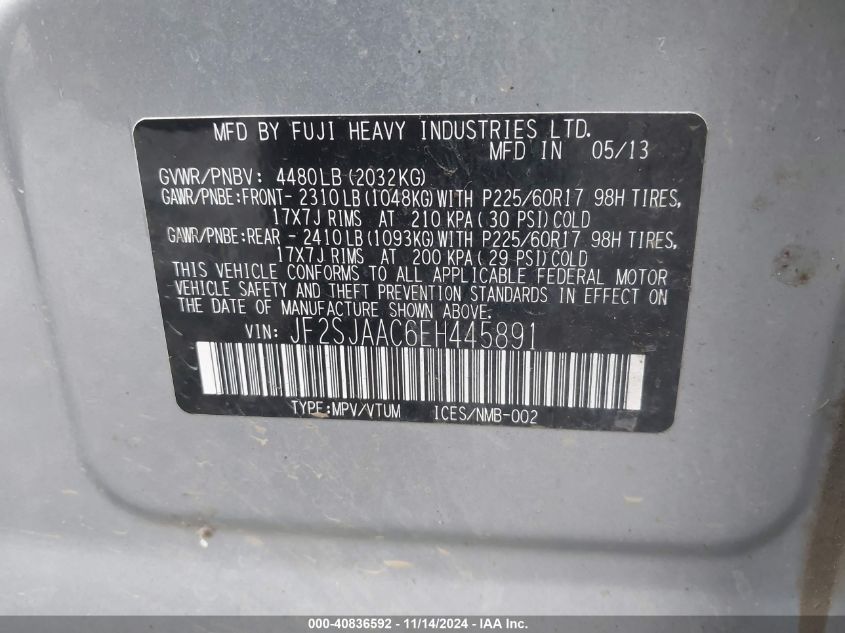 MFD BY FUJI HEAVY INDUSTRIES LTD.
MFD IN 05/13
GVWR/PNBV: 4480LB(2032KG)
GAWR/PNBE:FRONT- 2310LB(1048KG)WITH P225/60R17 98H TIRES,
17X7J RIMS AT 210 KPA(30 PSI)COLD
GAWR/PNBE:REAR - 2410LB(1093KG)WITH P225/60R17 98H TIRES,
17X7J RIMS AT 200 KPA(29 PSI)COLD
THIS VEHICLE CONFORMS TO ALL APPLICABLE FEDERAL MOTOR
VEHICLE SAFETY AND THEFT PREVENTION STANDARDS IN EFFECT ON
THE DATE OF MANUFACTURE SHOWN ABOVE.
VIN: JF2SJAAC6EH445891
TYPE:MPV/VTUM ICES/NMB-002
000-40836592 - 11/14/2024 - IAA Inc.